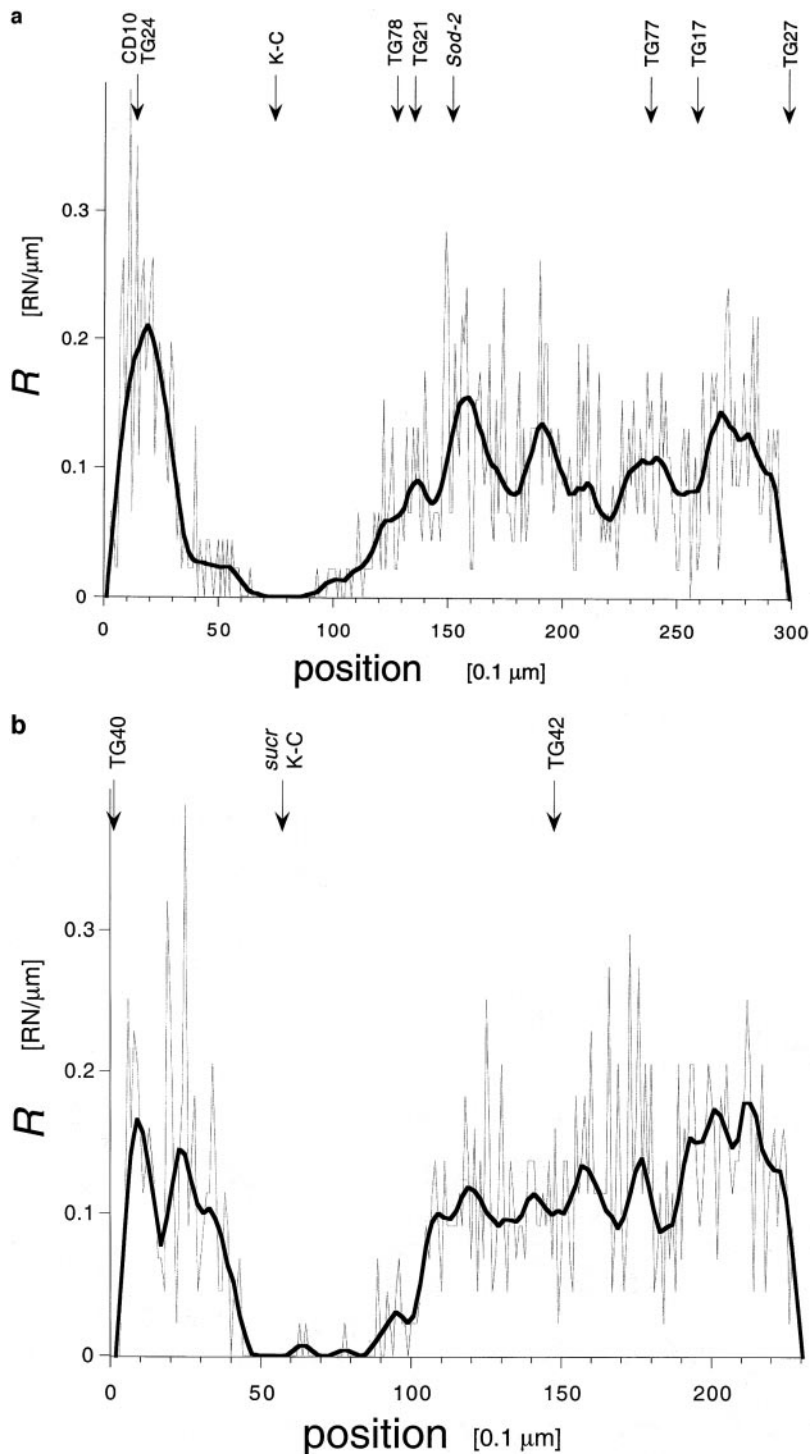 a
CD10
TG24
K-C
TG78
TG21
Sod-2
TG77
TG17
TG27
0.3
0.2
0.1
0
R [RN/µm]
0 50 100 150 200 250 300
position [0.1 µm]
b
TG40
sucr
K-C
TG42
0.3
0.2
0.1
0
R [RN/µm]
0 50 100 150 200
position [0.1 µm]